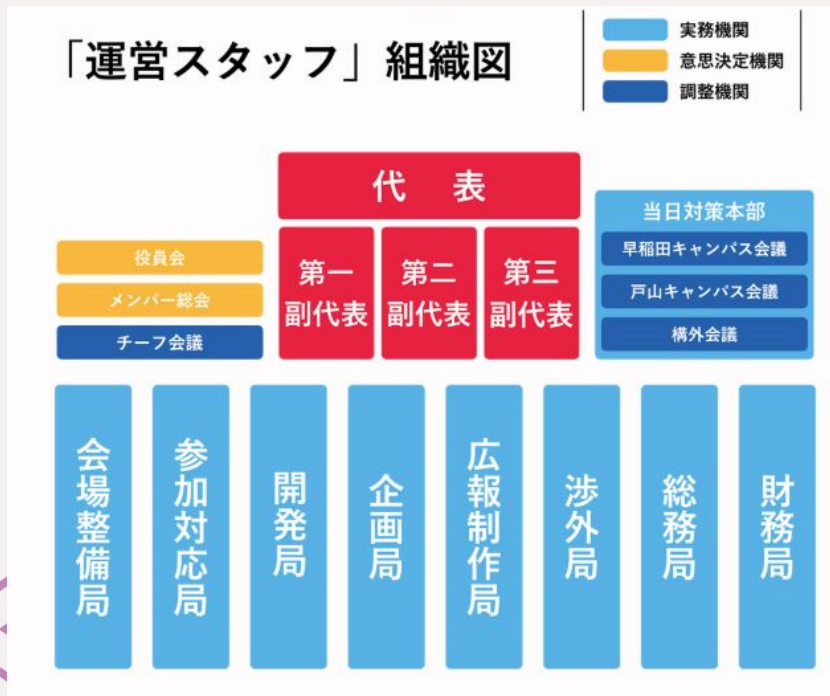 「運営スタッフ」組織図
実務機関
意思決定機関
調整機関
代 表
第一
副代表
第二
副代表
第三
副代表
役員会
メンバー総会
チーフ会議
当日対策本部
早稲田キャンパス会議
戸山キャンパス会議
構外会議
会場整備局
参加対応局
開発局
企画局
広報制作局
渉外局
総務局
財務局